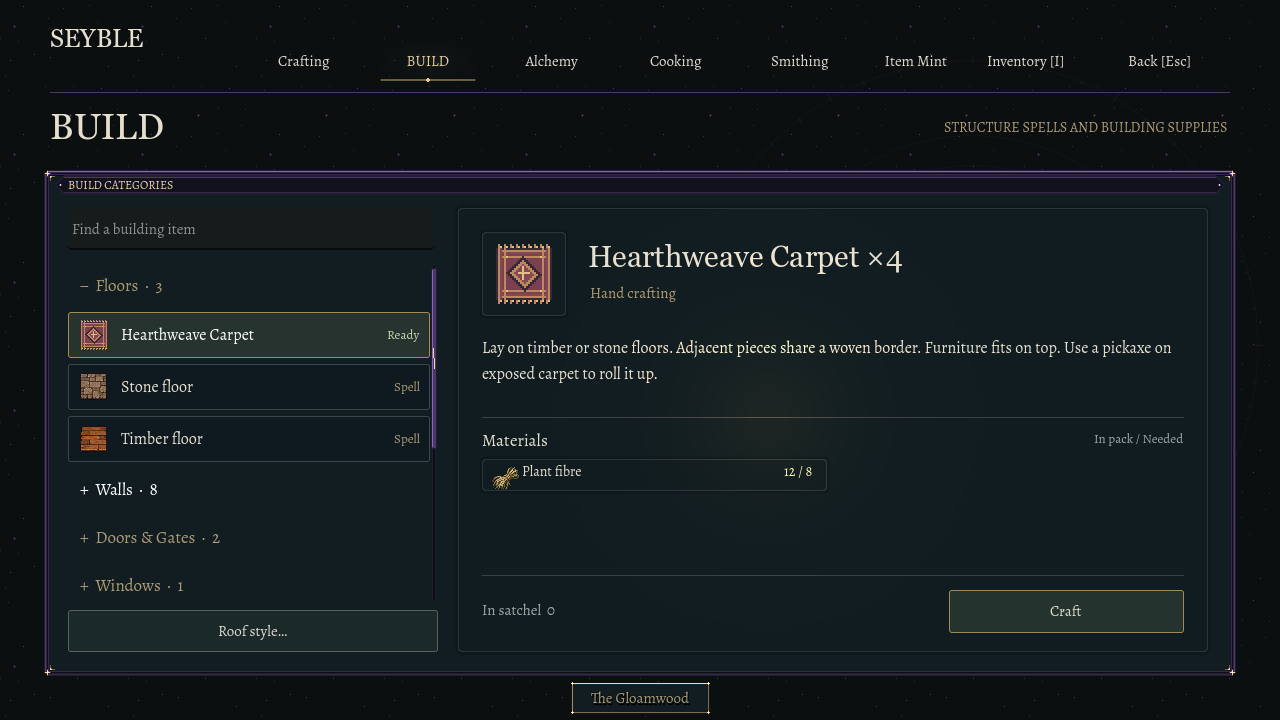 SEYBLE
Crafting BUILD Alchemy Cooking Smithing Item Mint Inventory [I] Back [Esc]
BUILD
STRUCTURE SPELLS AND BUILDING SUPPLIES
BUILD CATEGORIES
Find a building item
– Floors · 3
Hearthweave Carpet Ready
Stone floor Spell
Timber floor Spell
+ Walls · 8
+ Doors & Gates · 2
+ Windows · 1
Roof style...
Hearthweave Carpet ×4
Hand crafting
Lay on timber or stone floors. Adjacent pieces share a woven border. Furniture fits on top. Use a pickaxe on
exposed carpet to roll it up.
Materials In pack / Needed
Plant fibre 12 / 8
In satchel 0
Craft
The Gloamwood